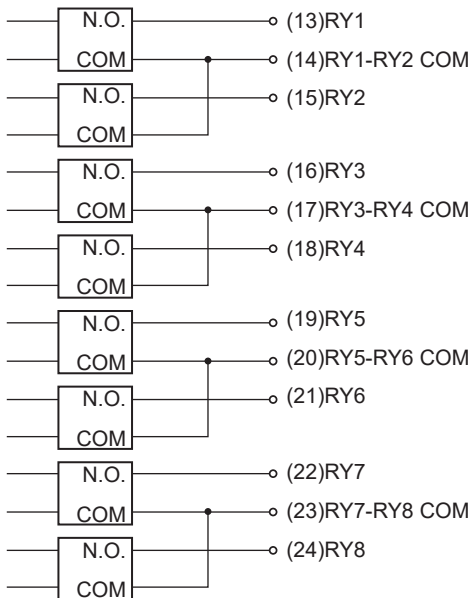 N.O. (13)RY1
COM (14)RY1-RY2 COM
N.O. (15)RY2
COM
N.O. (16)RY3
COM (17)RY3-RY4 COM
N.O. (18)RY4
COM
N.O. (19)RY5
COM (20)RY5-RY6 COM
N.O. (21)RY6
COM
N.O. (22)RY7
COM (23)RY7-RY8 COM
N.O. (24)RY8
COM